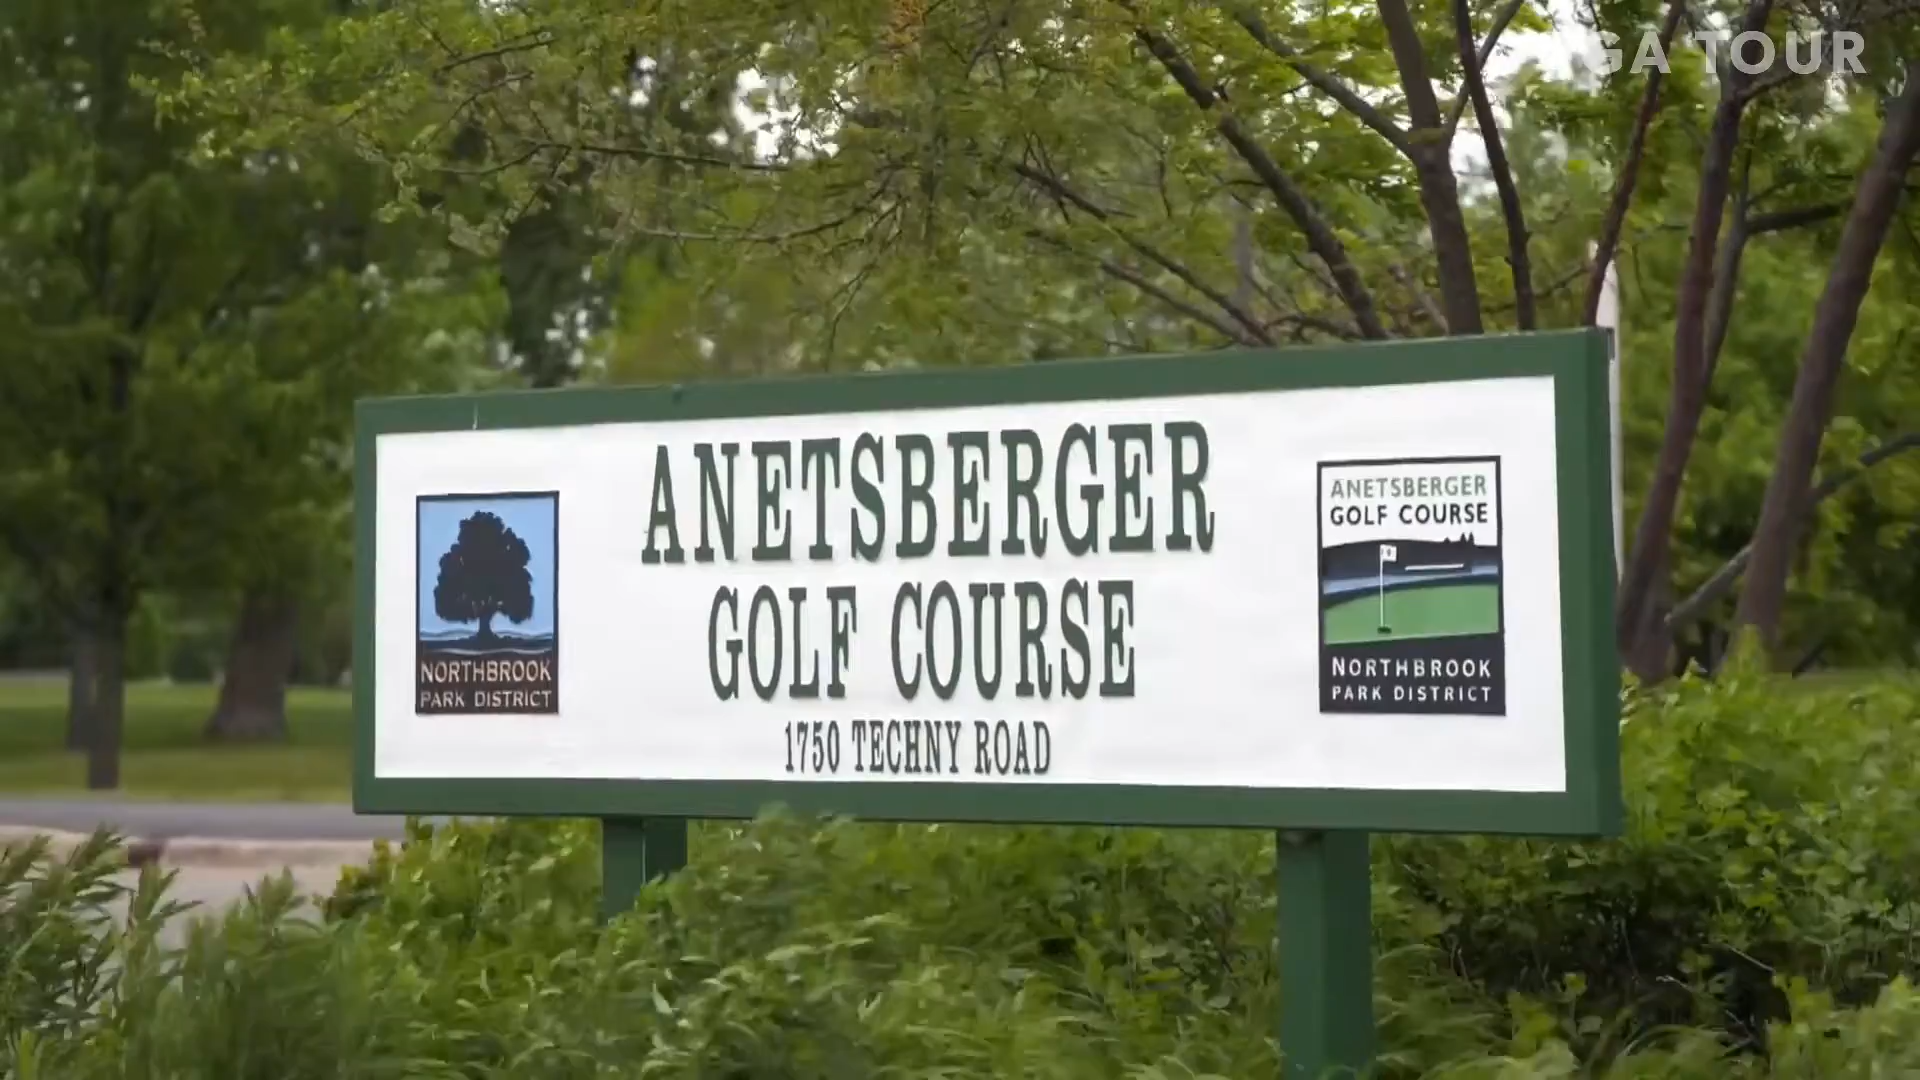 GA TOUR
ANETSBERGER
GOLF COURSE
1750 TECHNY ROAD
NORTHBROOK
PARK DISTRICT
ANETSBERGER
GOLF COURSE
NORTHBROOK
PARK DISTRICT